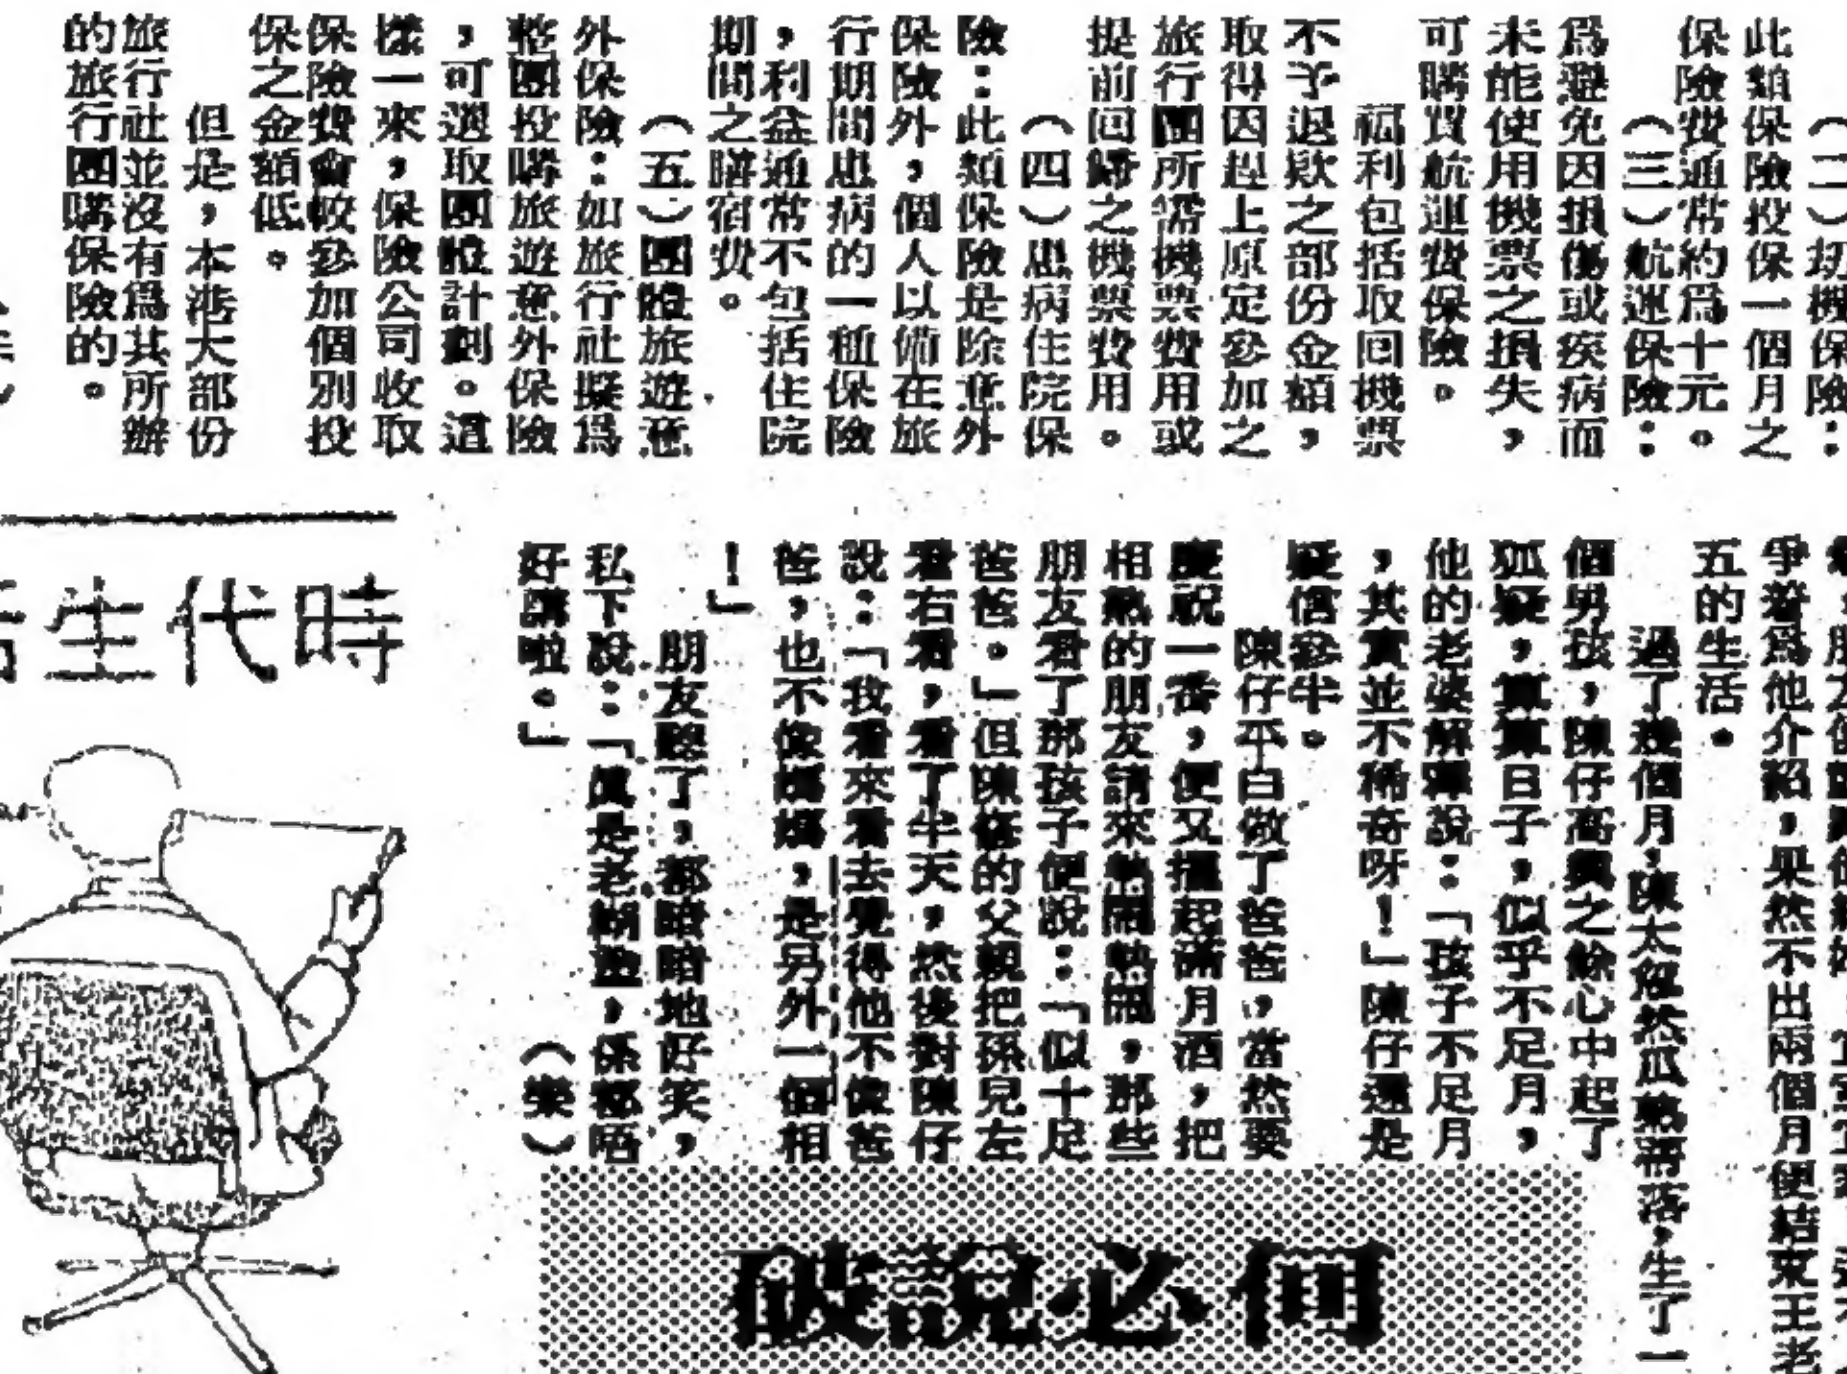 （二）劫機保險：
此類保險投保一個月之
保險費通常約爲十元。
（三）航運保險：
爲避免因損傷或疾病而
未能使用機票之損失，
可購買航運費保險。
福利包括取回機票
不予退款之部份金額，
取得因趕上原定參加之
旅行團所需機票費用或
提前回歸之機票費用。
（四）患病住院保
險：此類保險是除意外
保險外，個人以備在旅
行期間患病的一種保險
，利益通常不包括住院
期間之膳宿費。
（五）團體旅遊意
外保險：如旅行社擬爲
整團投購旅遊意外保險
，可選取團體計劃。這
樣一來，保險公司收取
保險費會較參加個別投
保之金額低。
但是，本港大部份
旅行社並沒有爲其所辦
的旅行團購保險的。
爭着爲他介紹，果然不出兩個月便結束王老
五的生活。
過了幾個月，陳太居然瓜熟蒂落，生了一
個男孩，陳仔高興之餘心中起了
狐疑，算算日子，似乎不足月，
他的老婆解釋說：「孩子不足月
，其實並不稀奇呀！」陳仔還是
疑信參半。
陳仔平白做了爸爸，當然要
慶祝一番，便又攞起滿月酒，把
相熟的朋友請來熱鬧熱鬧，那些
朋友看了那孩子便說：「似十足
爸爸。」但陳仔的父親把孫兒左
看右看，看了半天，然後對陳仔
說：「我看來看去覺得他不像爸
爸，也不像媽媽，是另外一個相
！」
朋友聽了，都暗暗地好笑，
私下說：「眞是老糊塗，係都唔
好講啦。」
（樂）
何必說破
時代生活